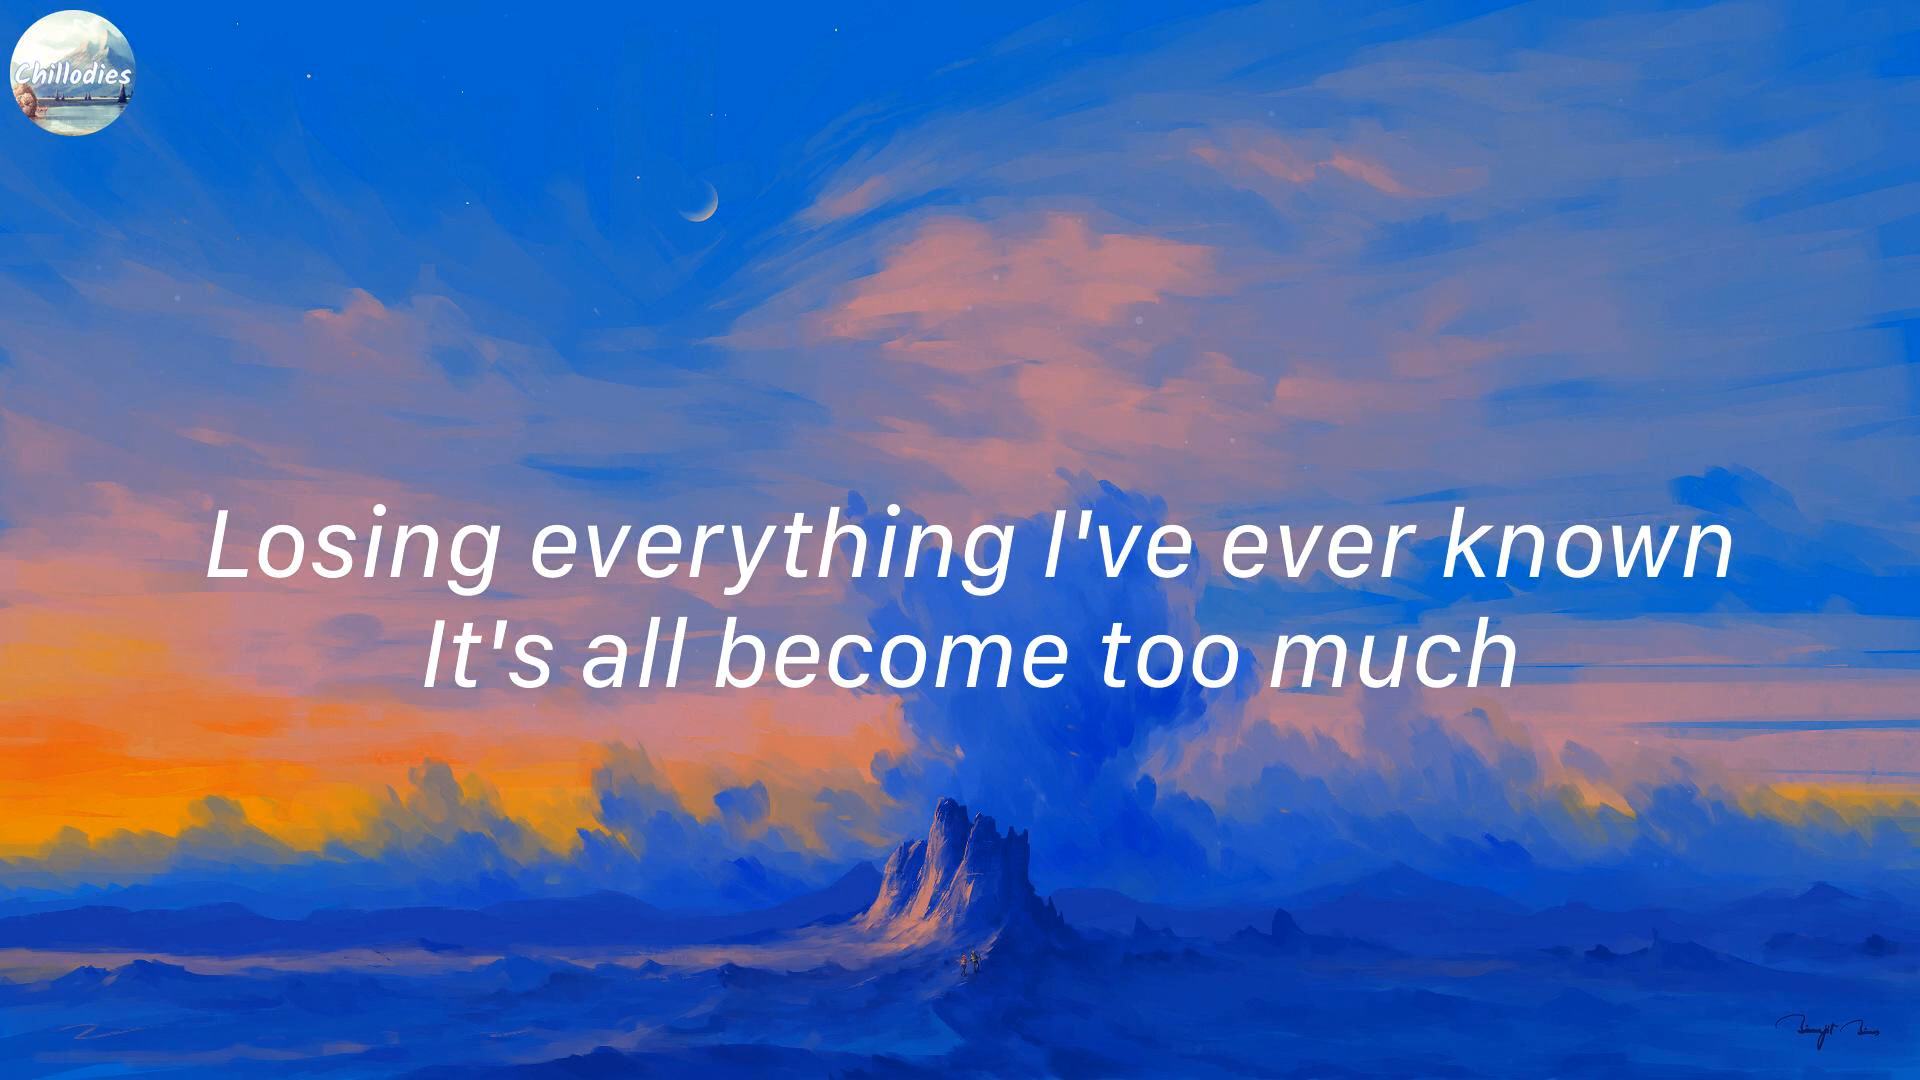 Chillodies
Losing everything I've ever known
It's all become too much